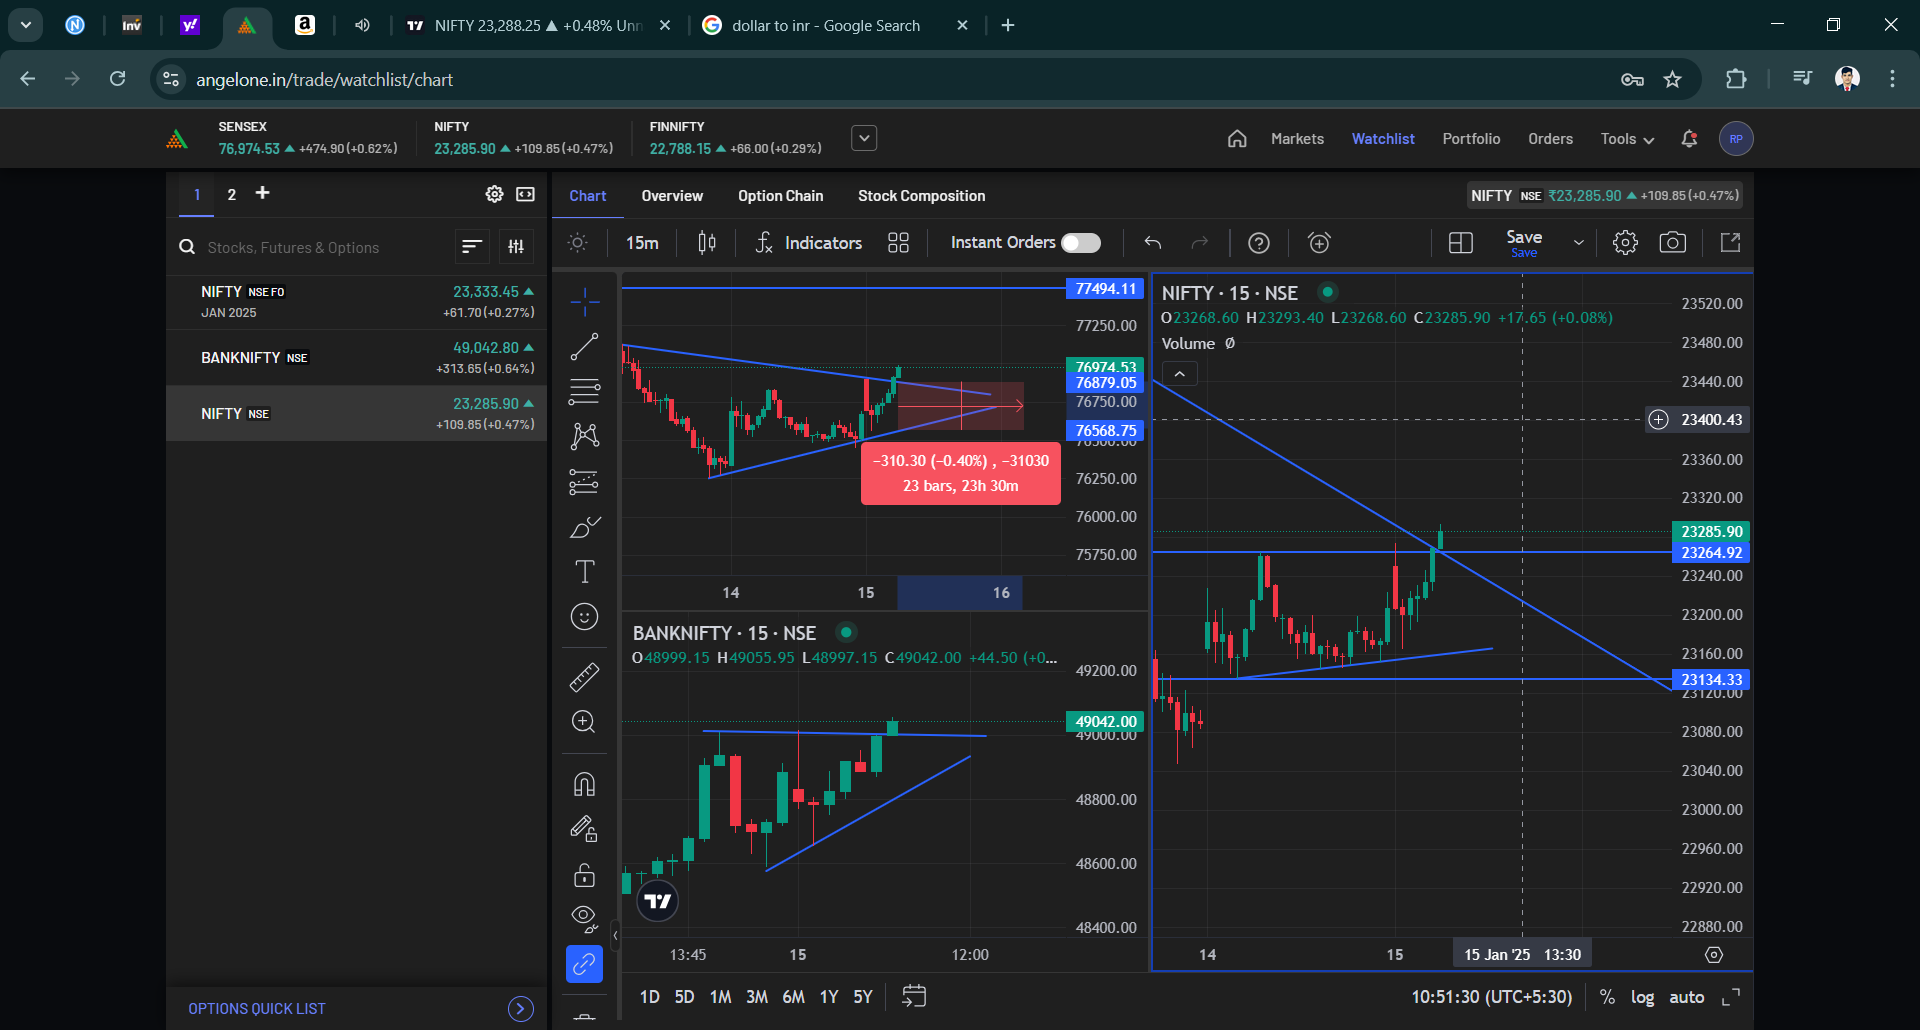 Inv
y!
a
NIFTY 23,288.25 ▲ +0.48% Unn
dollar to inr - Google Search
angelone.in/trade/watchlist/chart
SENSEX
76,974.53 ▲ +474.90(+0.62%)
NIFTY
23,285.90 ▲ +109.85(+0.47%)
FINNIFTY
22,788.15 ▲ +66.00(+0.29%)
Markets
Watchlist
Portfolio
Orders
Tools
RP
1
2
+
Stocks, Futures & Options
NIFTY NSE FO
23,333.45 ▲
JAN 2025
+61.70(+0.27%)
BANKNIFTY NSE
49,042.80 ▲
+313.65(+0.64%)
NIFTY NSE
23,285.90 ▲
+109.85(+0.47%)
OPTIONS QUICK LIST
Chart
Overview
Option Chain
Stock Composition
NIFTY NSE ₹23,285.90 ▲ +109.85(+0.47%)
15m
Indicators
Instant Orders
Save
Save
77494.11
77250.00
76974.53
76879.05
76750.00
76568.75
76500.00
76250.00
76000.00
75750.00
−310.30 (−0.40%) , −31030
23 bars, 23h 30m
14
15
16
BANKNIFTY · 15 · NSE
O48999.15 H49055.95 L48997.15 C49042.00 +44.50 (+0...
49200.00
49042.00
49000.00
48800.00
48600.00
48400.00
13:45
15
12:00
NIFTY · 15 · NSE
O23268.60 H23293.40 L23268.60 C23285.90 +17.65 (+0.08%)
Volume Ø
23520.00
23480.00
23440.00
23400.43
23360.00
23320.00
23285.90
23264.92
23240.00
23200.00
23160.00
23134.33
23120.00
23080.00
23040.00
23000.00
22960.00
22920.00
22880.00
14
15
15 Jan '25 13:30
1D
5D
1M
3M
6M
1Y
5Y
10:51:30 (UTC+5:30)
%
log
auto